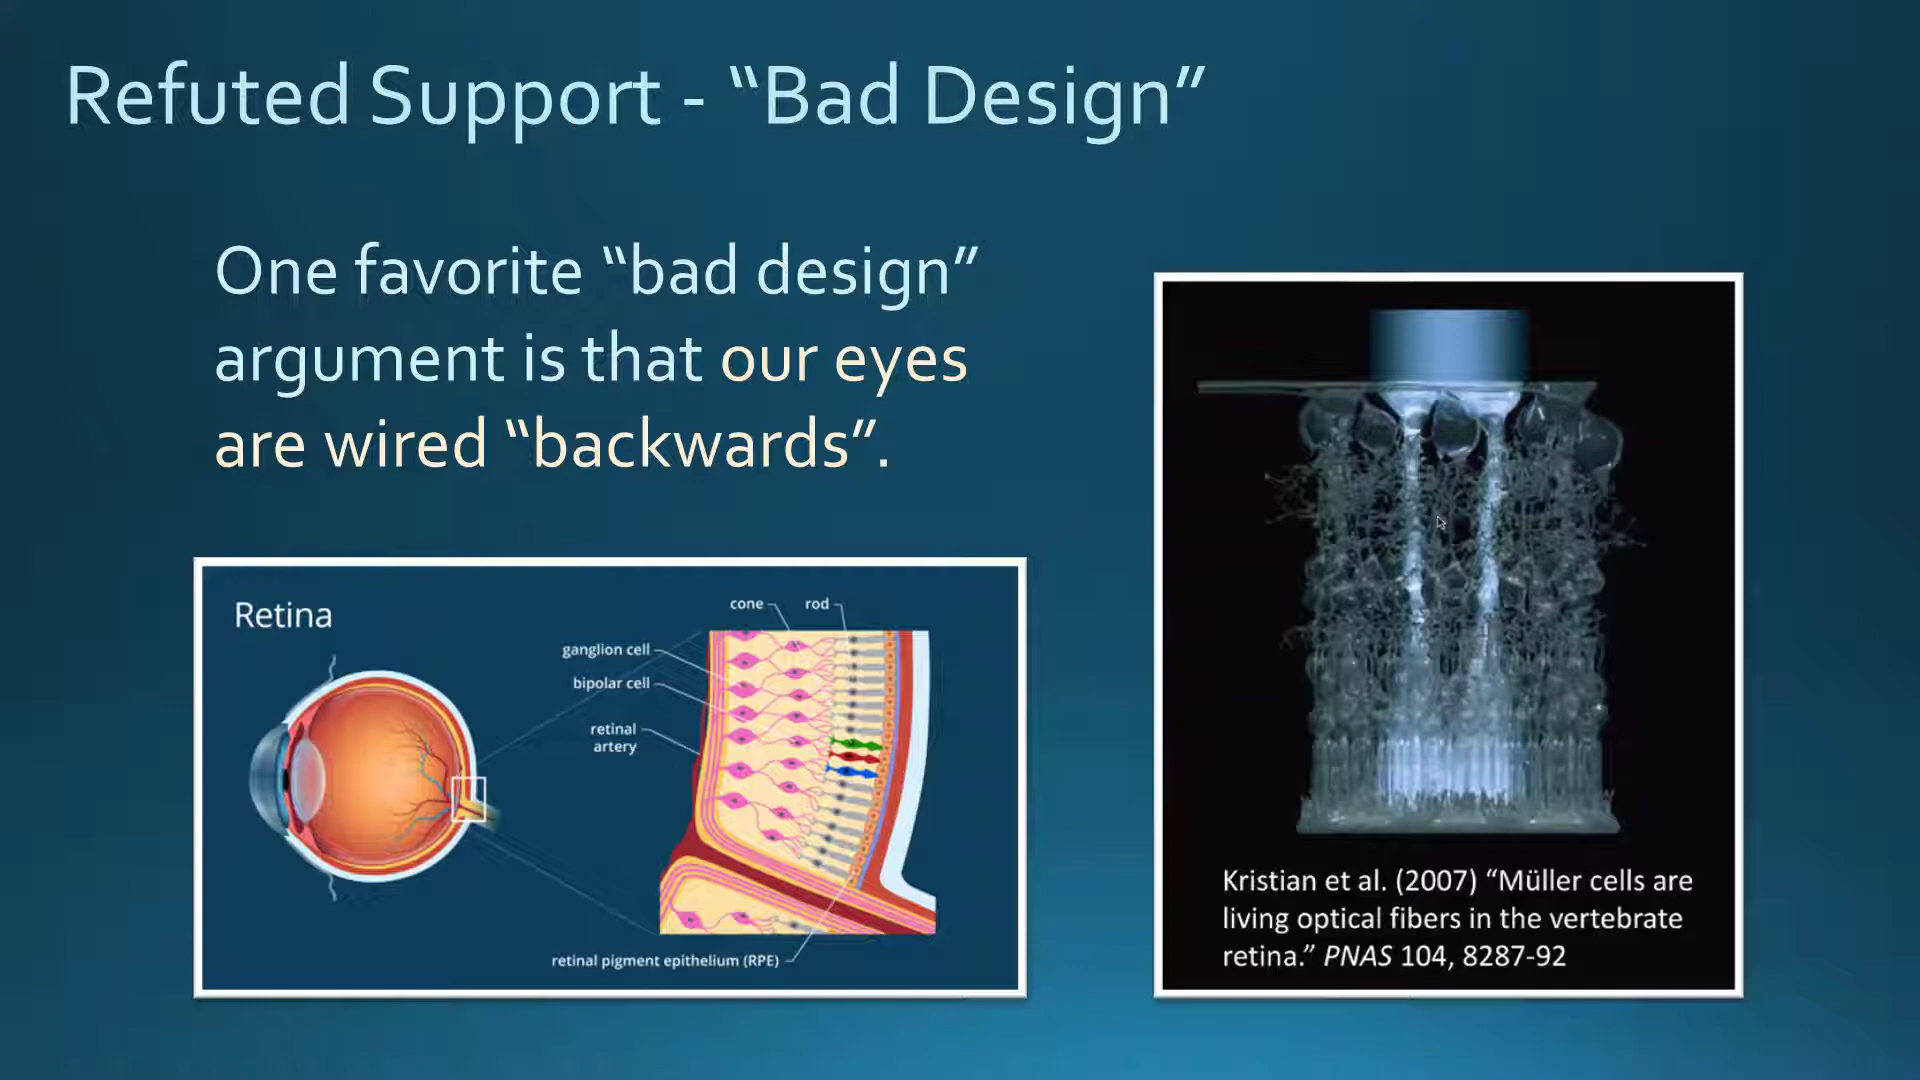 Refuted Support - “Bad Design”
One favorite “bad design”
argument is that our eyes
are wired “backwards”.
Retina
cone
rod
ganglion cell
bipolar cell
retinal
artery
retinal pigment epithelium (RPE)
Kristian et al. (2007) “Müller cells are
living optical fibers in the vertebrate
retina.” PNAS 104, 8287-92